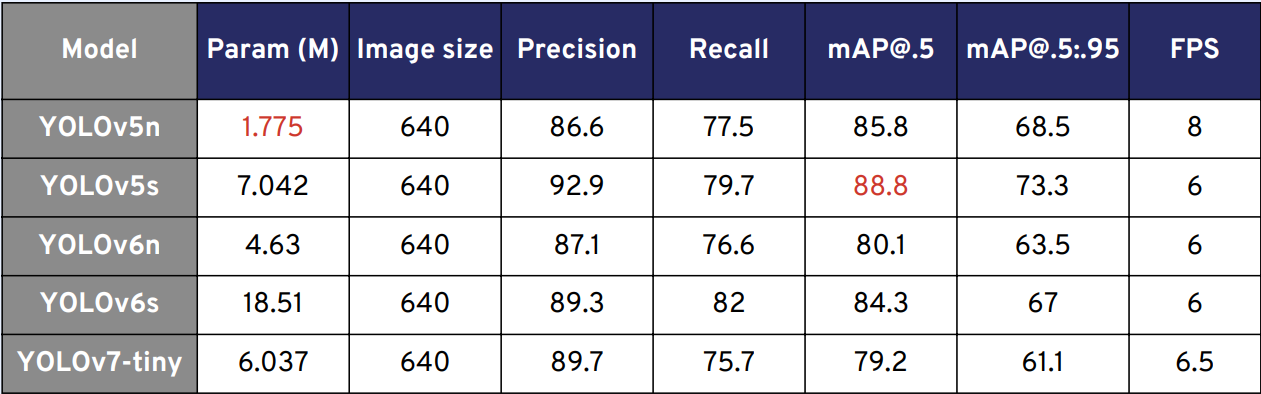 Model Param (M) Image size Precision Recall mAP@.5 mAP@.5:.95 FPS
YOLOv5n 1.775 640 86.6 77.5 85.8 68.5 8
YOLOv5s 7.042 640 92.9 79.7 88.8 73.3 6
YOLOv6n 4.63 640 87.1 76.6 80.1 63.5 6
YOLOv6s 18.51 640 89.3 82 84.3 67 6
YOLOv7-tiny 6.037 640 89.7 75.7 79.2 61.1 6.5